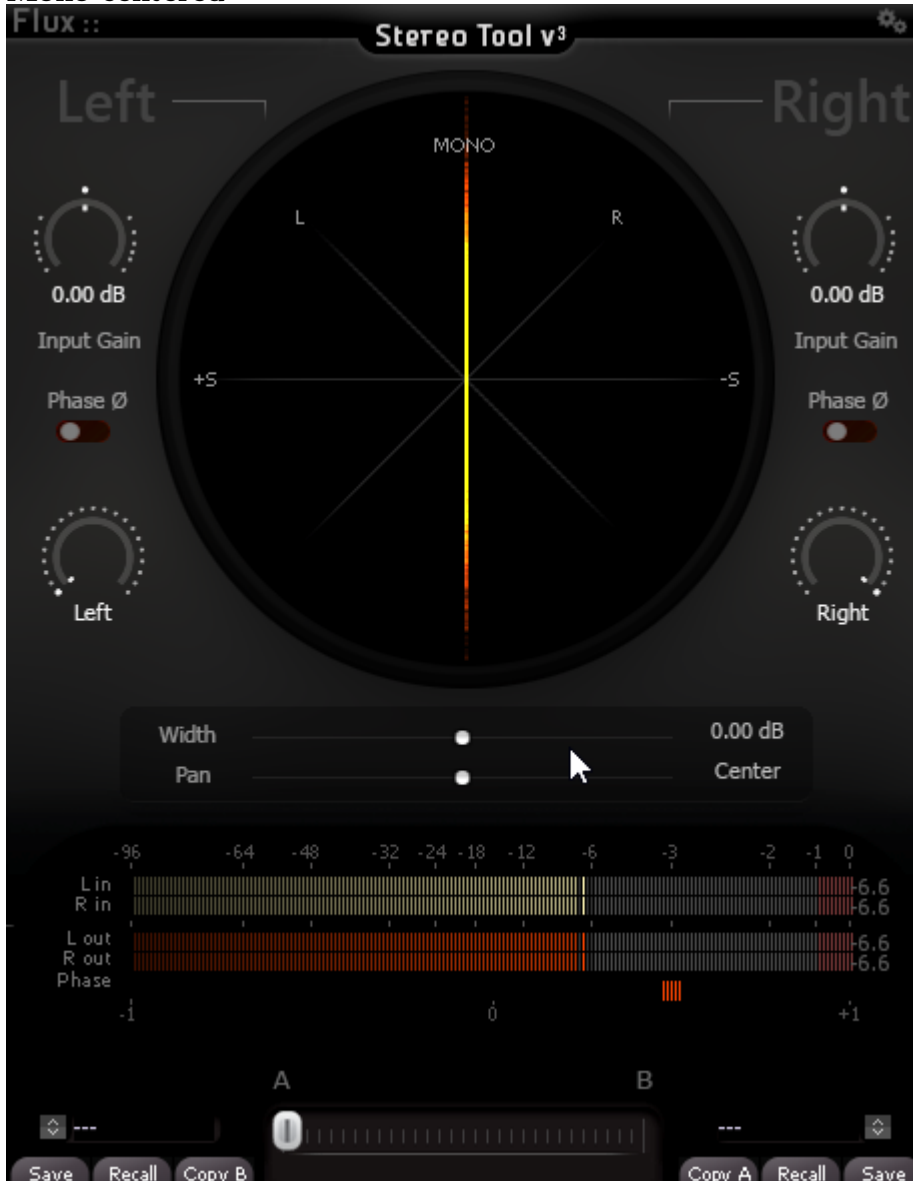 Mono centered
Flux ::
Stereo Tool v³
Left
Right
MONO
L
R
0.00 dB
0.00 dB
Input Gain
Input Gain
+S
-S
Phase Ø
Phase Ø
Left
Right
Width
0.00 dB
Pan
Center
-96 -64 -48 -32 -24 -18 -12 -6 -3 -2 -1 0
L in -6.6
R in -6.6
L out -6.6
R out -6.6
Phase
-1 0 +1
A B
--- ---
Save Recall Copy B Copy A Recall Save